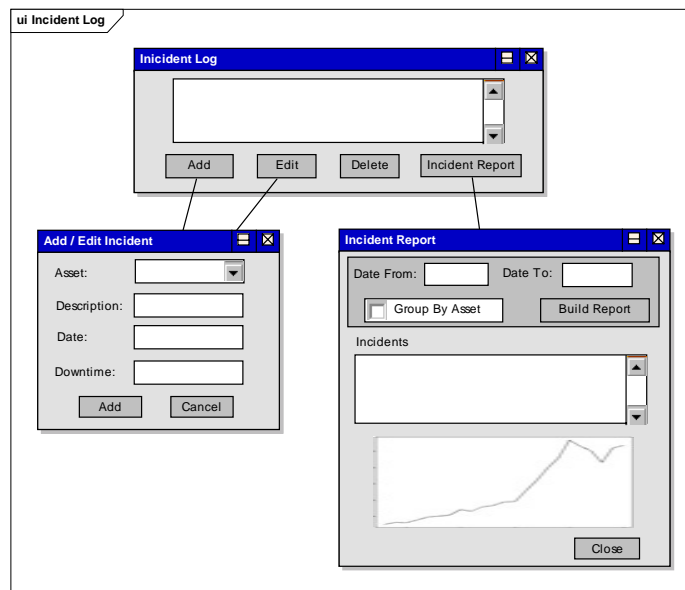 ui Incident Log
Inicident Log
Add Edit Delete Incident Report
Add / Edit Incident
Asset:
Description:
Date:
Downtime:
Add Cancel
Incident Report
Date From: Date To:
Group By Asset Build Report
Incidents
Close